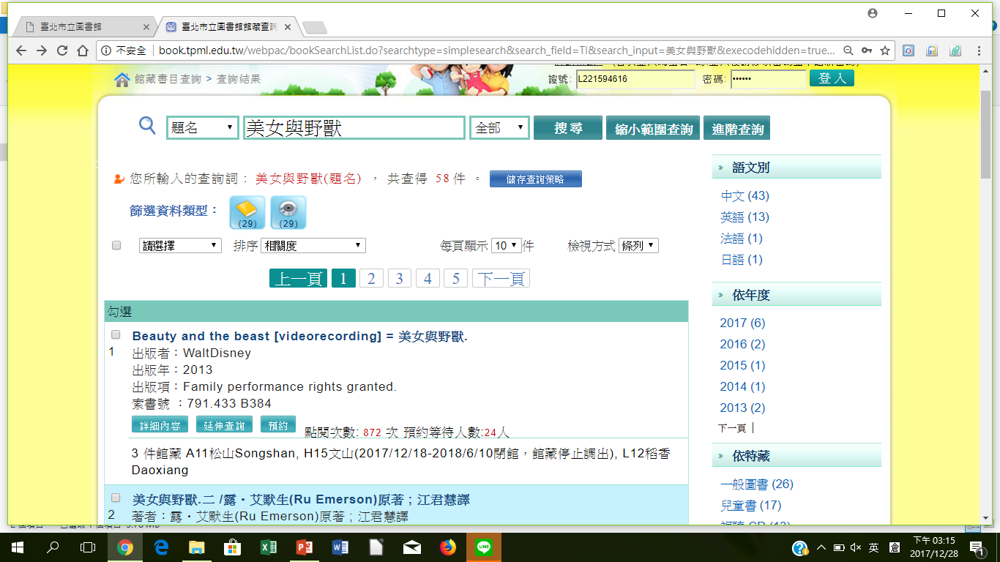 臺北市立圖書館
臺北市立圖書館館藏查詢
不安全 book.tpml.edu.tw/webpac/bookSearchList.do?searchtype=simplesearch&search_field=TI&search_input=美女與野獸&execodehidden=true...
館藏書目查詢 > 查詢結果
證號: L221594616 密碼: •••••• 登入
題名 美女與野獸 全部 搜尋 縮小範圍查詢 進階查詢
您所輸入的查詢詞： 美女與野獸(題名) ， 共查得 58 件 。 儲存查詢策略
篩選資料類型：
(29) (29)
請選擇 排序 相關度 每頁顯示 10 件 檢視方式 條列
上一頁 1 2 3 4 5 下一頁
勾選
Beauty and the beast [videorecording] = 美女與野獸.
1
出版者：WaltDisney
出版年：2013
出版項：Family performance rights granted.
索書號 ：791.433 B384
詳細內容 延伸查詢 預約 點閱次數: 872 次 預約等待人數:24人
3 件館藏 A11松山Songshan, H15文山(2017/12/18-2018/6/10閉館，館藏停止調出), L12稻香
Daoxiang
美女與野獸.二 /露‧艾默生(Ru Emerson)原著；江君慧譯
2 著者：露‧艾默生(Ru Emerson)原著；江君慧譯
語文別
中文 (43)
英語 (13)
法語 (1)
日語 (1)
依年度
2017 (6)
2016 (2)
2015 (1)
2014 (1)
2013 (2)
下一頁 |
依特藏
一般圖書 (26)
兒童書 (17)
英 倉
下午 03:15
2017/12/28
1
LINE